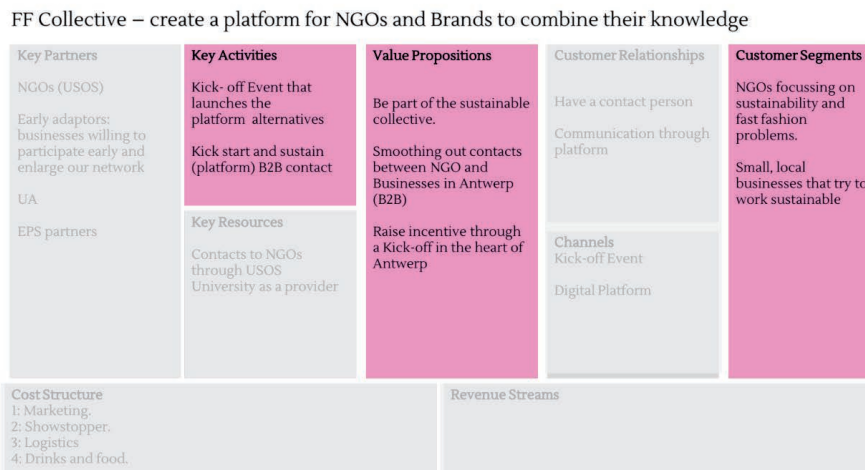 FF Collective – create a platform for NGOs and Brands to combine their knowledge
Key Partners
NGOs (USOS)
Early adaptors:
businesses willing to
participate early and
enlarge our network
UA
EPS partners
Key Activities
Kick- off Event that
launches the
platform alternatives
Kick start and sustain
(platform) B2B contact
Key Resources
Contacts to NGOs
through USOS
University as a provider
Value Propositions
Be part of the sustainable
collective.
Smoothing out contacts
between NGO and
Businesses in Antwerp
(B2B)
Raise incentive through
a Kick-off in the heart of
Antwerp
Customer Relationships
Have a contact person
Communication through
platform
Channels
Kick-off Event
Digital Platform
Customer Segments
NGOs focussing on
sustainability and
fast fashion
problems.
Small, local
businesses that try to
work sustainable
Cost Structure
1: Marketing.
2: Showstopper.
3: Logistics
4: Drinks and food.
Revenue Streams